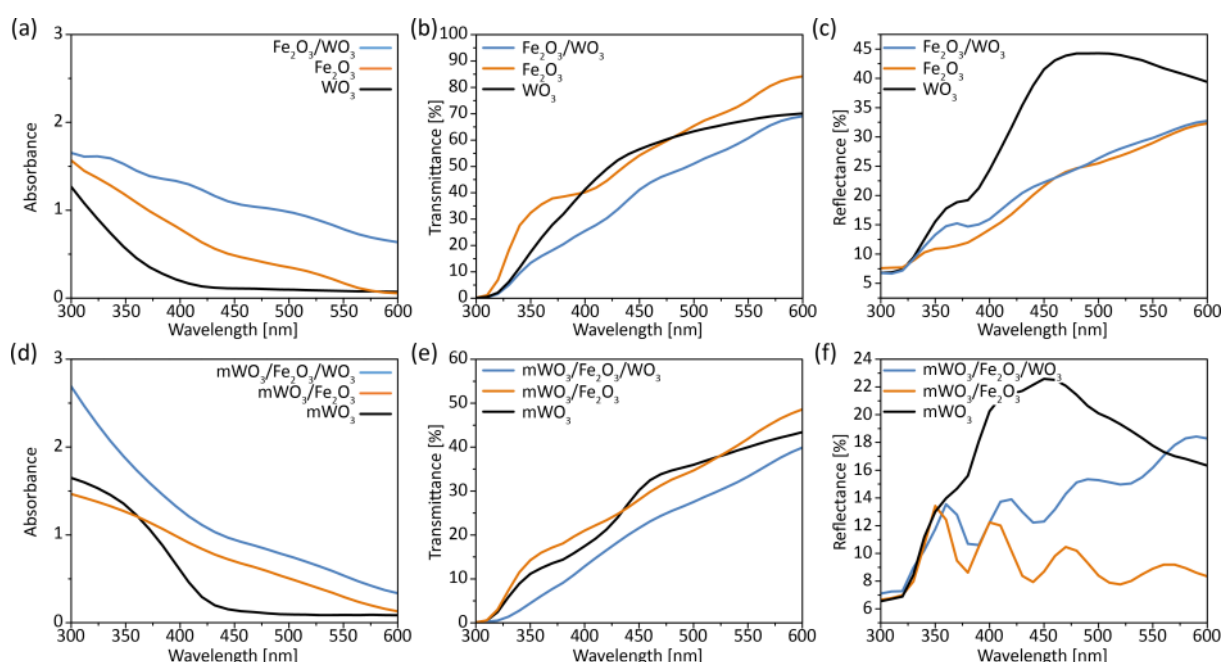 (a)
3
2
1
0
Absorbance
Fe₂O₃/WO₃
Fe₂O₃
WO₃
300 350 400 450 500 550 600
Wavelength [nm]
(b)
100
90
80
70
60
50
40
30
20
10
0
Transmittance [%]
Fe₂O₃/WO₃
Fe₂O₃
WO₃
300 350 400 450 500 550 600
Wavelength [nm]
(c)
45
40
35
30
25
20
15
10
5
Reflectance [%]
Fe₂O₃/WO₃
Fe₂O₃
WO₃
300 350 400 450 500 550 600
Wavelength [nm]
(d)
3
2
1
0
Absorbance
mWO₃/Fe₂O₃/WO₃
mWO₃/Fe₂O₃
mWO₃
300 350 400 450 500 550 600
Wavelength [nm]
(e)
60
50
40
30
20
10
0
Transmittance [%]
mWO₃/Fe₂O₃/WO₃
mWO₃/Fe₂O₃
mWO₃
300 350 400 450 500 550 600
Wavelength [nm]
(f)
24
22
20
18
16
14
12
10
8
6
Reflectance [%]
mWO₃/Fe₂O₃/WO₃
mWO₃/Fe₂O₃
mWO₃
300 350 400 450 500 550 600
Wavelength [nm]